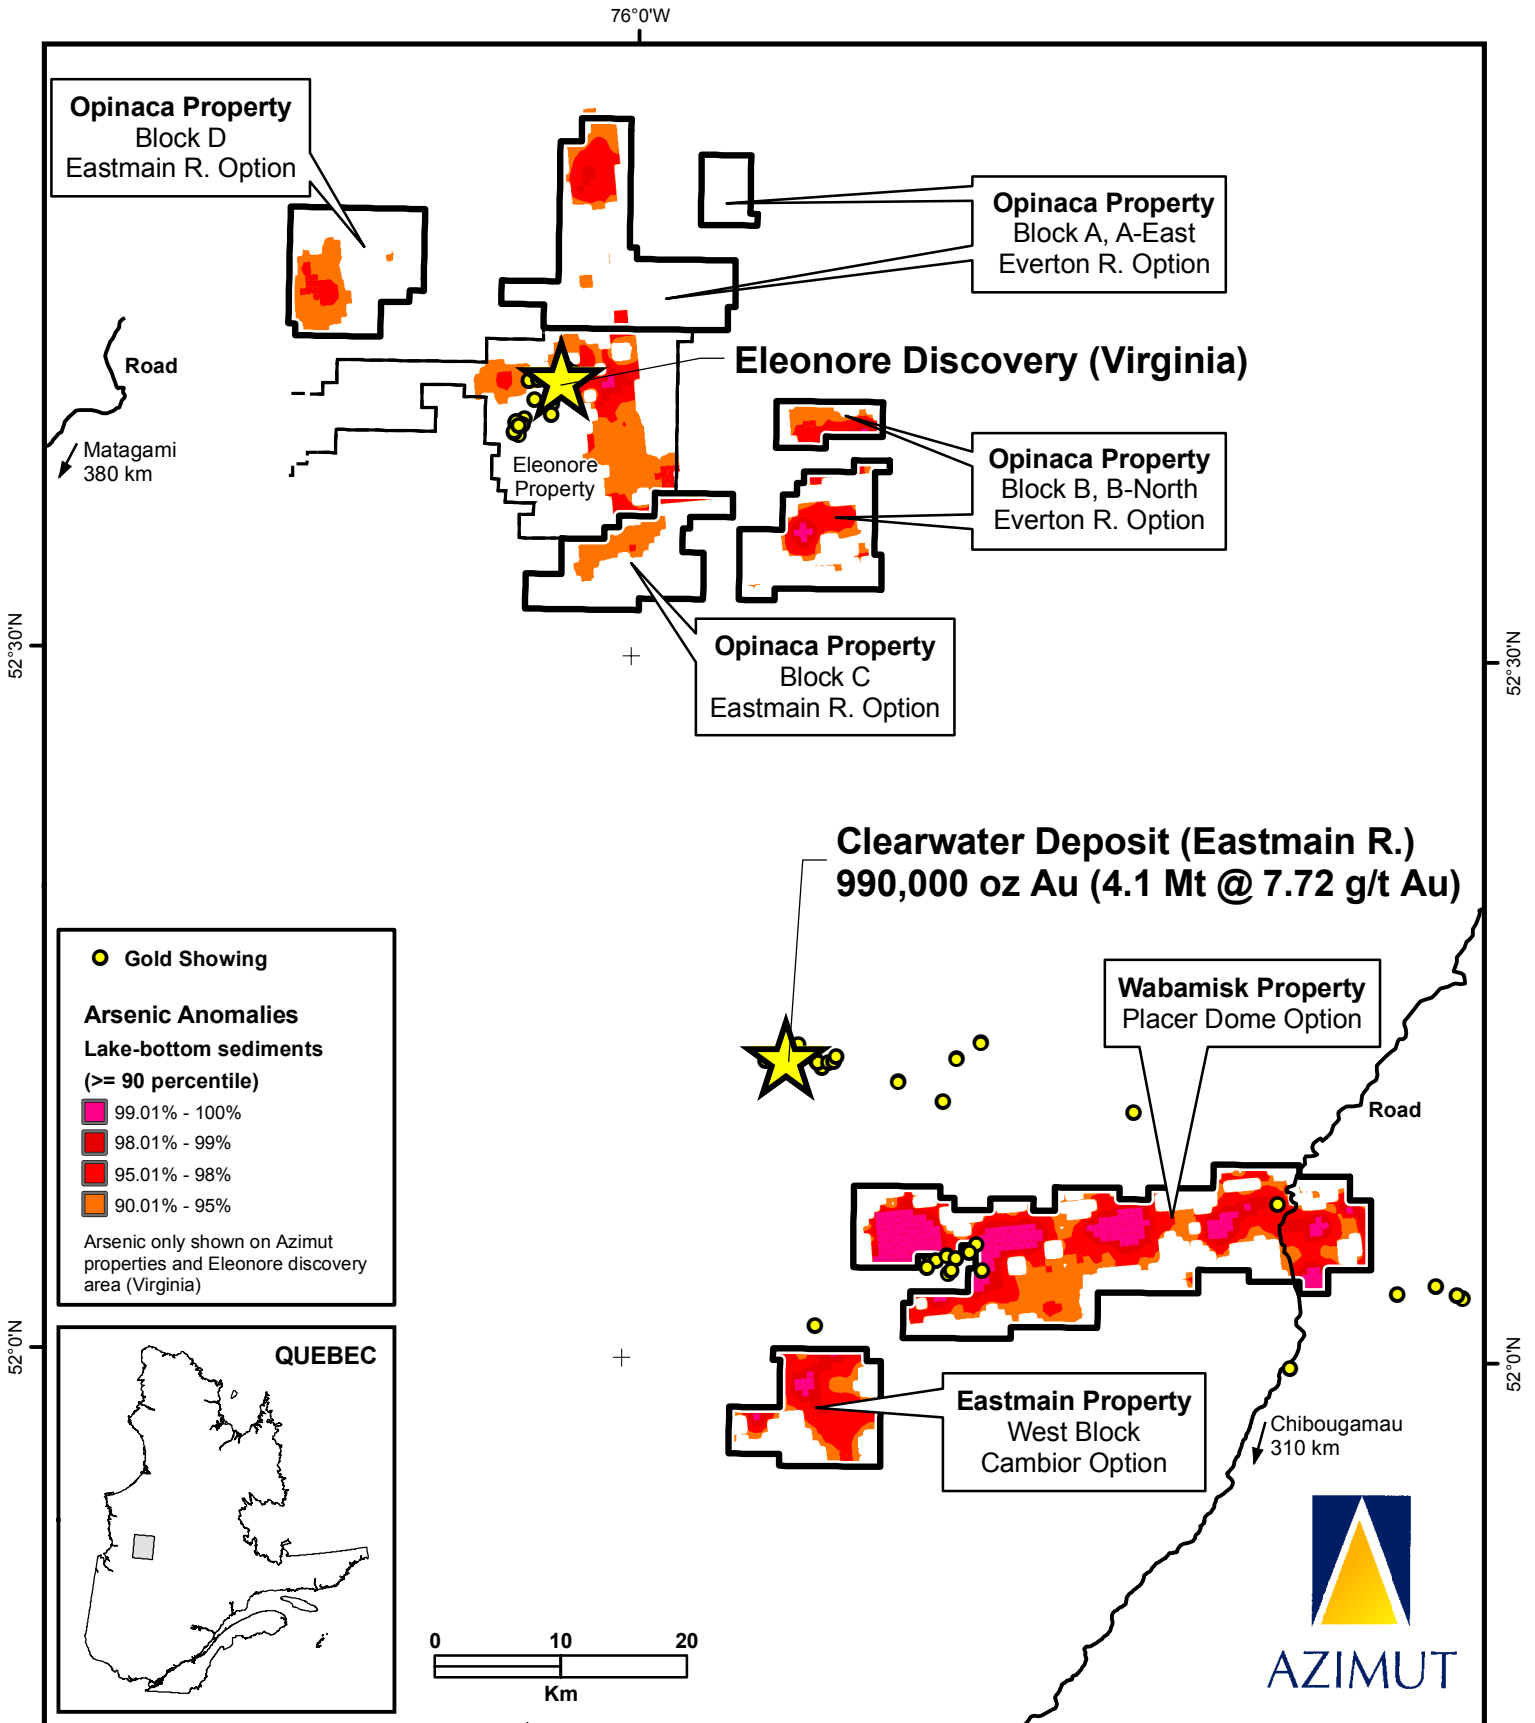 76°0'W
Opinaca Property
Block D
Eastmain R. Option
Opinaca Property
Block A, A-East
Everton R. Option
Road
Eleonore Discovery (Virginia)
Matagami
380 km
Eleonore
Property
Opinaca Property
Block B, B-North
Everton R. Option
52°30'N
52°30'N
Opinaca Property
Block C
Eastmain R. Option
Clearwater Deposit (Eastmain R.)
990,000 oz Au (4.1 Mt @ 7.72 g/t Au)
Gold Showing
Arsenic Anomalies
Lake-bottom sediments
(>= 90 percentile)
99.01% - 100%
98.01% - 99%
95.01% - 98%
90.01% - 95%
Arsenic only shown on Azimut
properties and Eleonore discovery
area (Virginia)
Wabamisk Property
Placer Dome Option
Road
52°0'N
52°0'N
QUEBEC
Eastmain Property
West Block
Cambior Option
Chibougamau
310 km
0 10 20
Km
AZIMUT